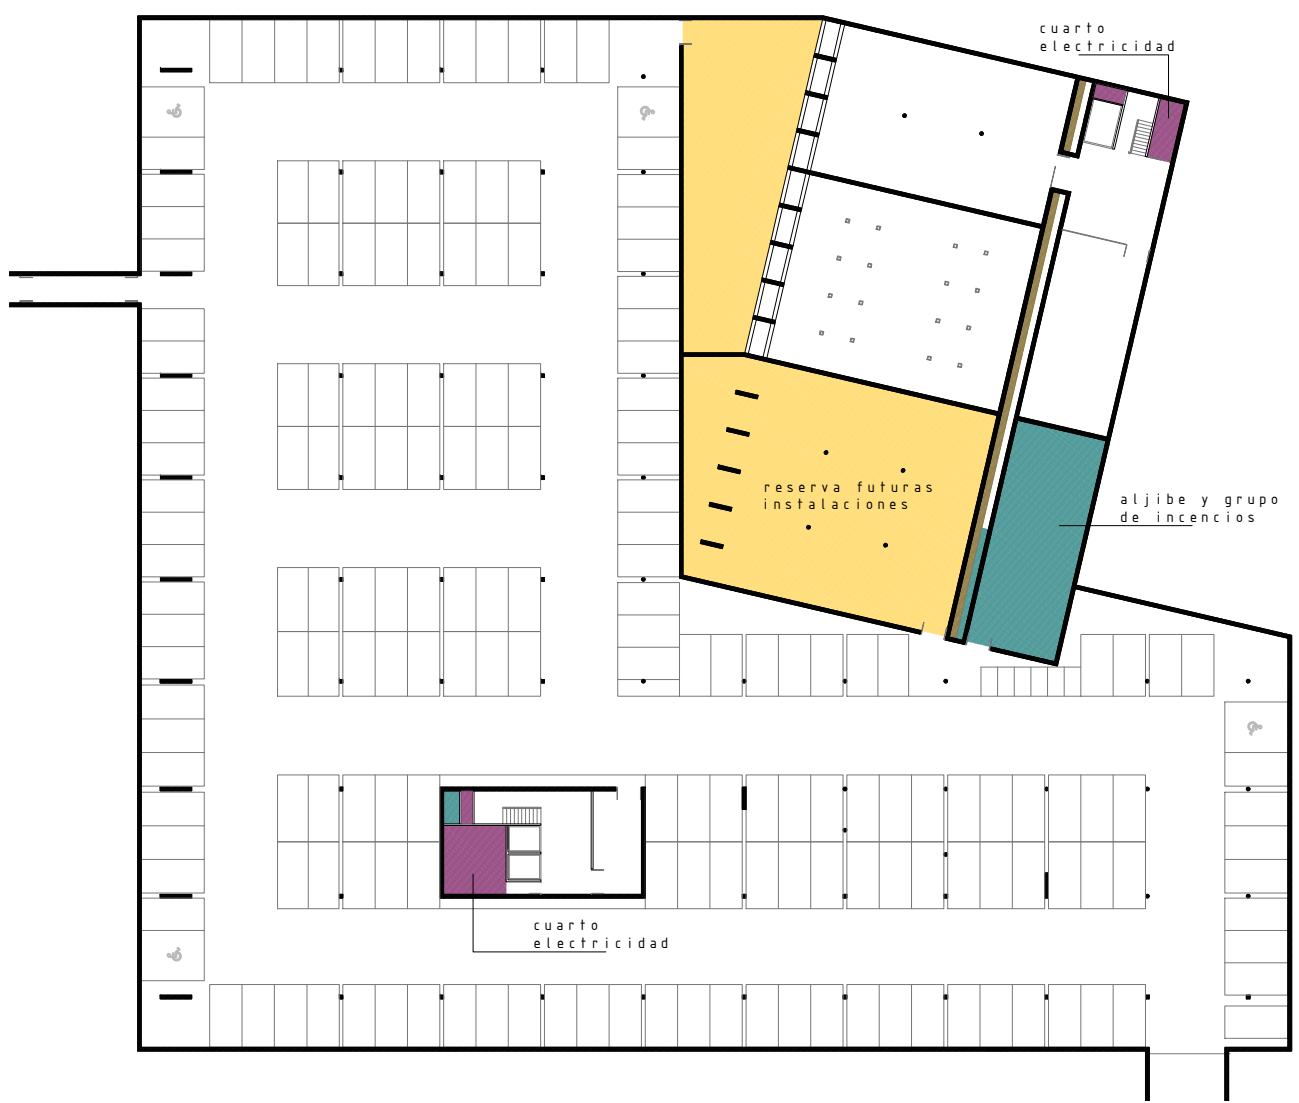 cuarto
electricidad
reserva futuras
instalaciones
aljibe y grupo
de incencios
cuarto
electricidad